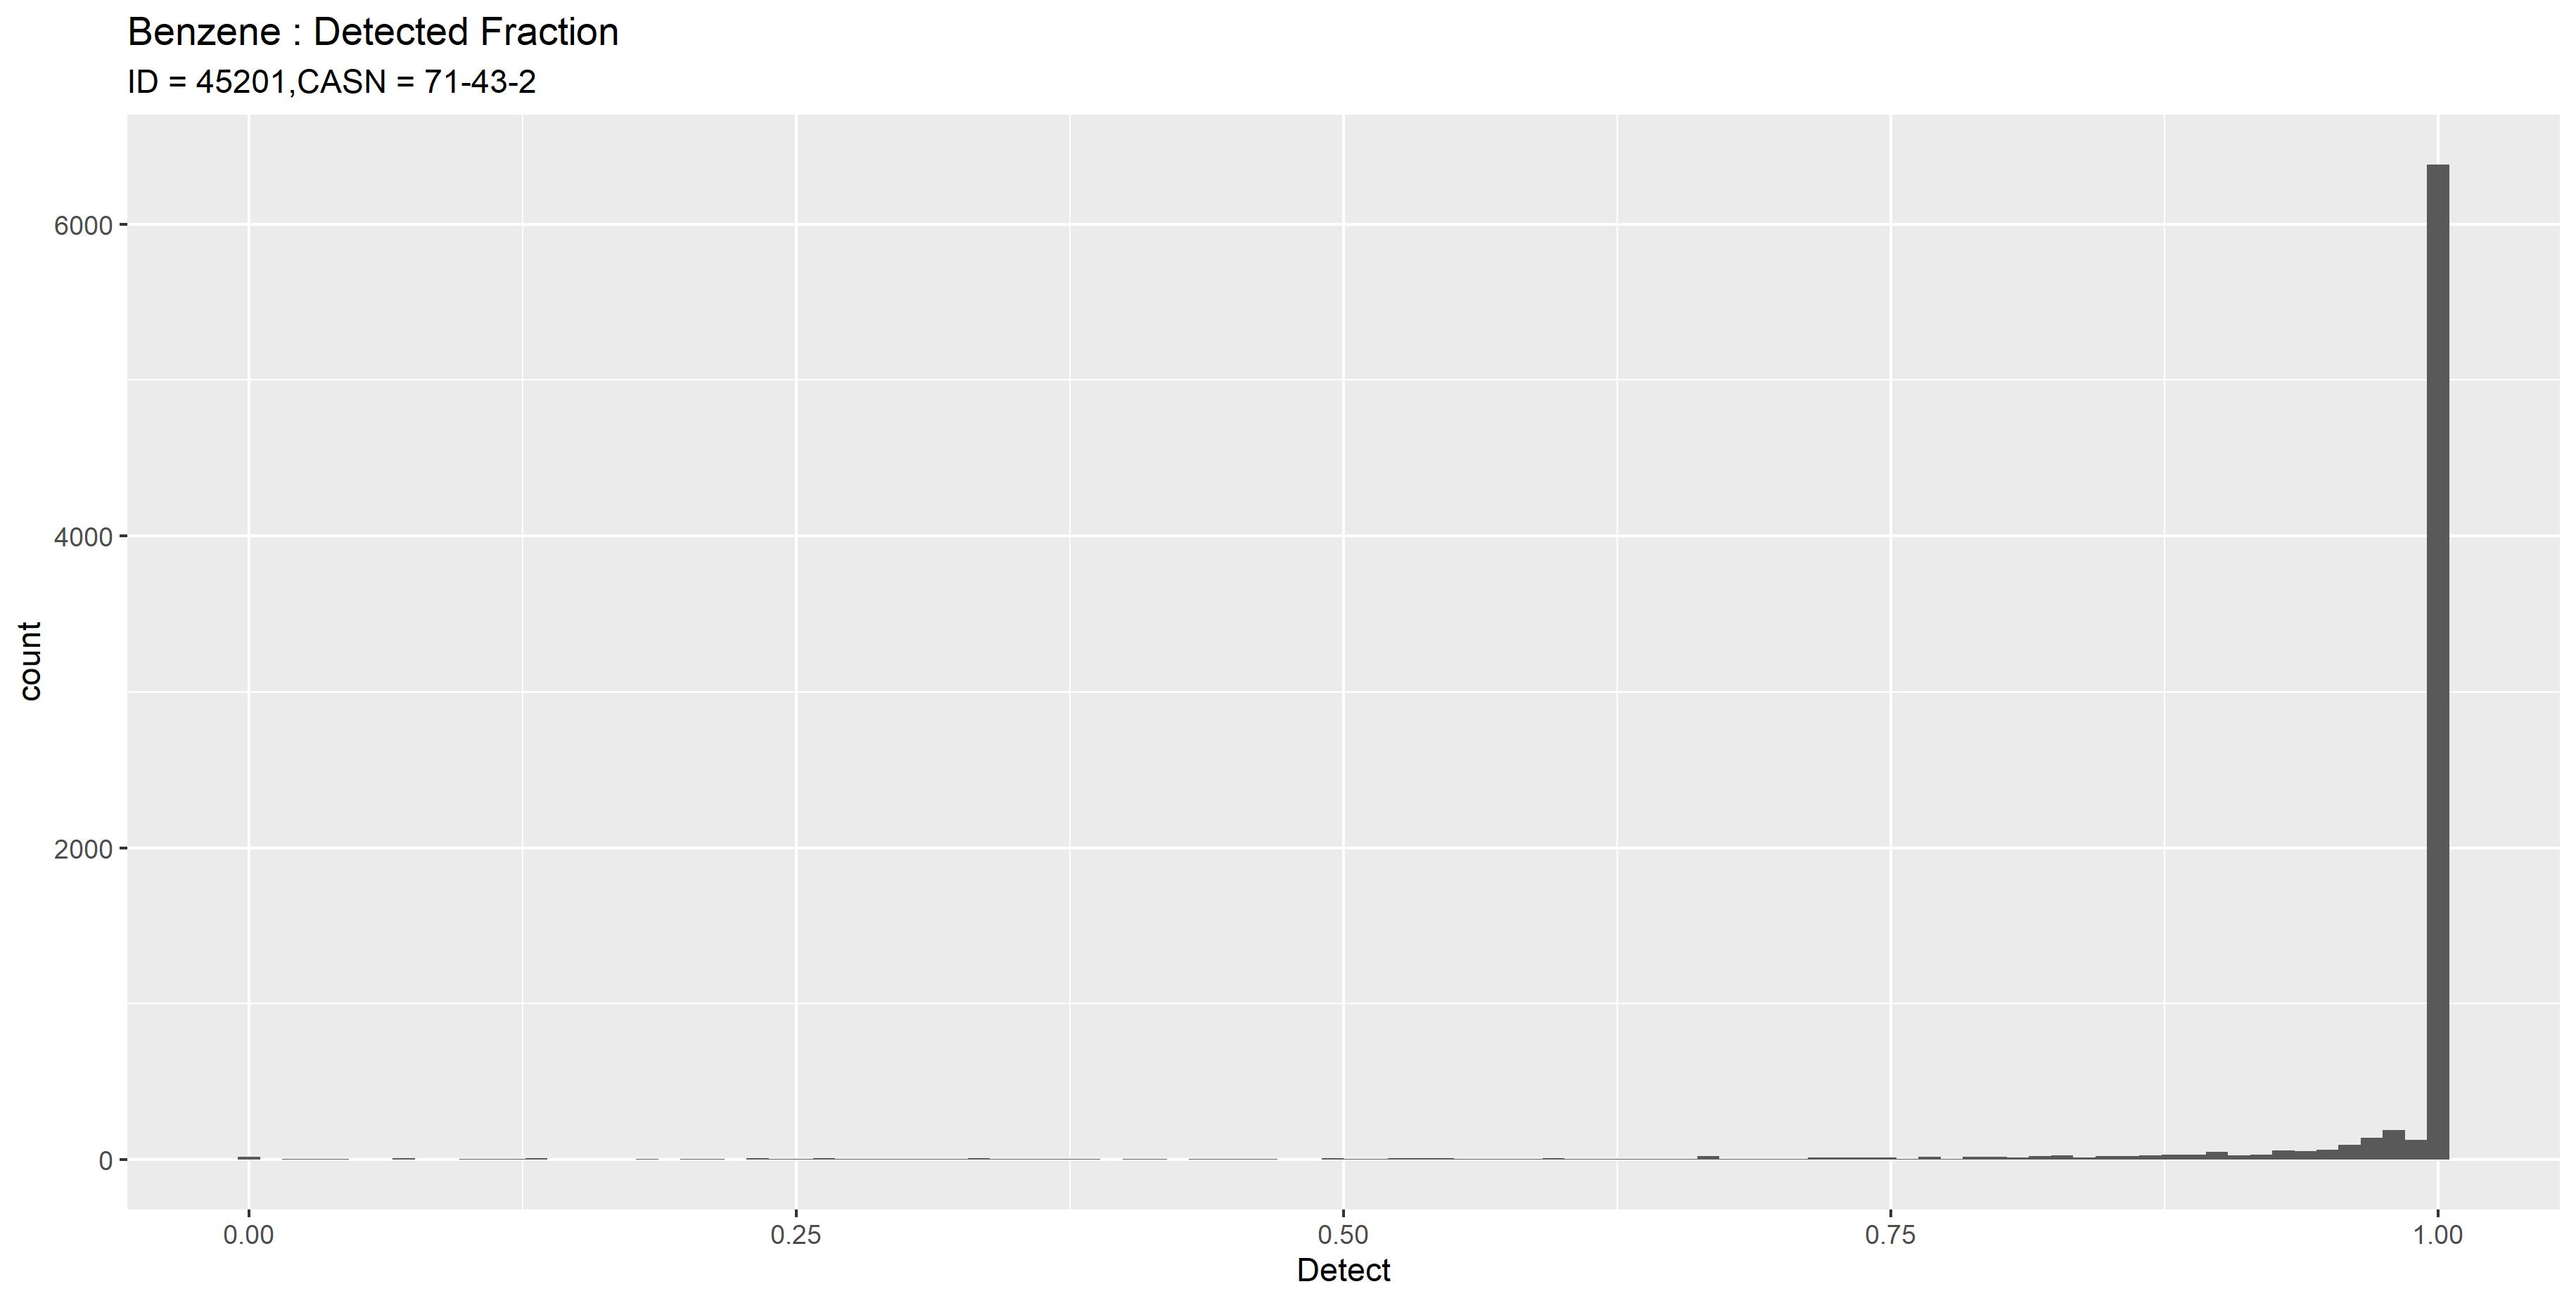 Benzene : Detected Fraction
ID = 45201,CASN = 71-43-2
6000
4000
2000
0
count
0.00 0.25 0.50 0.75 1.00
Detect